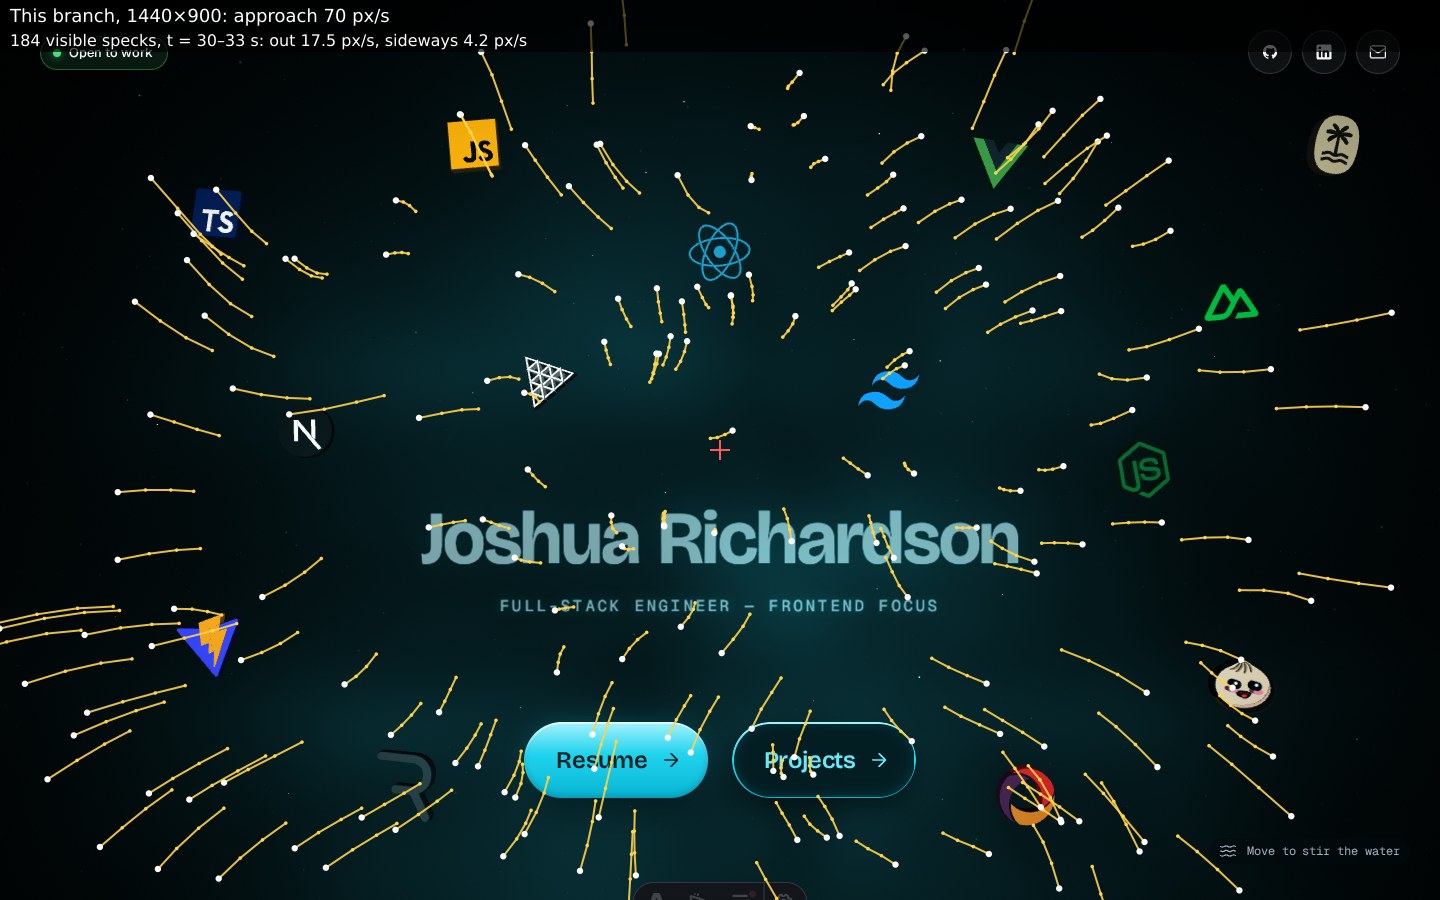 This branch, 1440×900: approach 70 px/s
184 visible specks, t = 30–33 s: out 17.5 px/s, sideways 4.2 px/s
Open to work
JS
TS
N
JS
Joshua Richardson
FULL-STACK ENGINEER — FRONTEND FOCUS
Resume →
Projects →
Move to stir the water